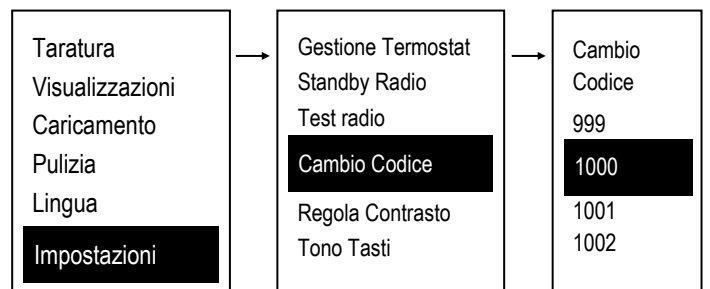 Taratura
Visualizzazioni
Caricamento
Pulizia
Lingua
Impostazioni
Gestione Termostat
Standby Radio
Test radio
Cambio Codice
Regola Contrasto
Tono Tasti
Cambio
Codice
999
1000
1001
1002